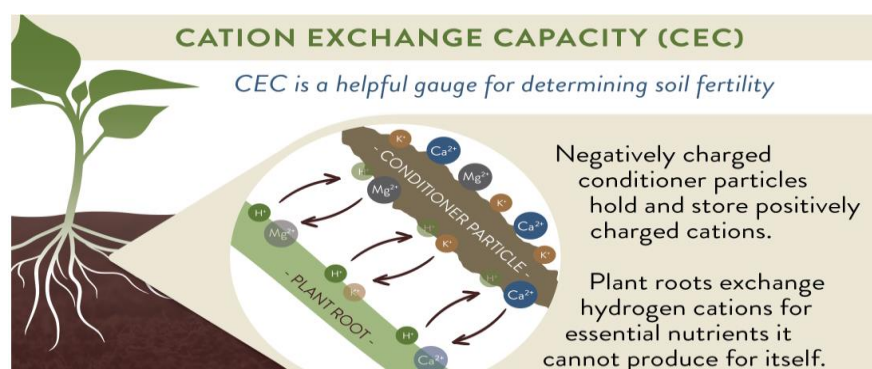 CATION EXCHANGE CAPACITY (CEC)
CEC is a helpful gauge for determining soil fertility
Negatively charged
conditioner particles
hold and store positively
charged cations.
Plant roots exchange
hydrogen cations for
essential nutrients it
cannot produce for itself.
- CONDITIONER PARTICLE -
K⁺
Ca²⁺
Mg²⁺
K⁺
Ca²⁺
K⁺
H⁺
Mg²⁺
H⁺
K⁺
H⁺
Ca²⁺
- PLANT ROOT -
H⁺
Mg²⁺
H⁺
K⁺
H⁺
Ca²⁺